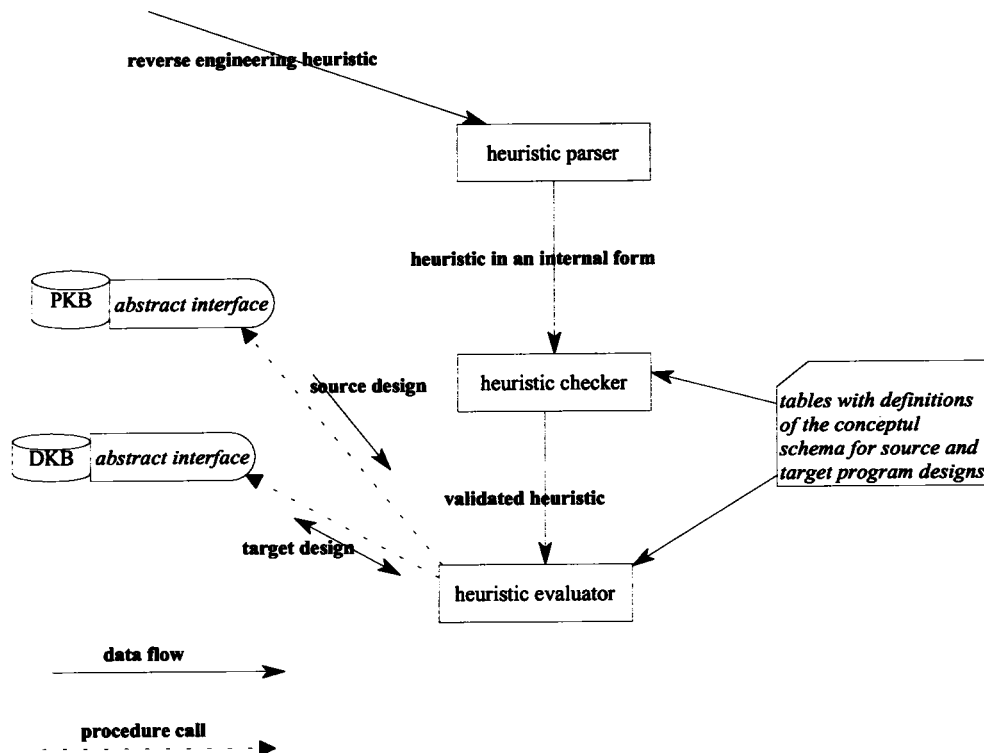 reverse engineering heuristic
heuristic parser
heuristic in an internal form
PKB
abstract interface
source design
heuristic checker
tables with definitions
of the conceptul
schema for source and
target program designs
DKB
abstract interface
validated heuristic
target design
heuristic evaluator
data flow
procedure call